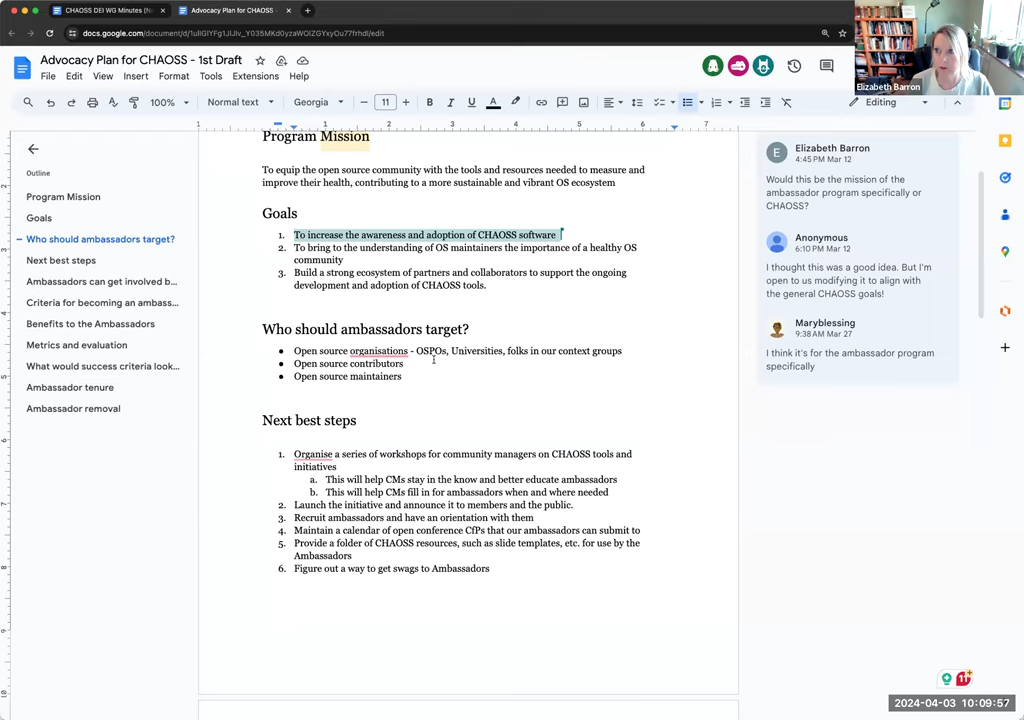 CHAOSS DEI WG Minutes (N
Advocacy Plan for CHAOSS -
docs.google.com/document/d/
Advocacy Plan for CHAOSS - 1st Draft
File Edit View Insert Format Tools Extensions Help
100% Normal text Georgia 11 B I U A Editing
1 1 2 3 4 5 6 7
Outline
Program Mission
Goals
Who should ambassadors target?
Next best steps
Ambassadors can get involved b...
Criteria for becoming an ambass...
Benefits to the Ambassadors
Metrics and evaluation
What would success criteria look...
Ambassador tenure
Ambassador removal
Program Mission
To equip the open source community with the tools and resources needed to measure and
improve their health, contributing to a more sustainable and vibrant OS ecosystem
Goals
1. To increase the awareness and adoption of CHAOSS software
2. To bring to the understanding of OS maintainers the importance of a healthy OS
community
3. Build a strong ecosystem of partners and collaborators to support the ongoing
development and adoption of CHAOSS tools.
Who should ambassadors target?
● Open source organisations - OSPOs, Universities, folks in our context groups
● Open source contributors
● Open source maintainers
Next best steps
1. Organise a series of workshops for community managers on CHAOSS tools and
initiatives
a. This will help CMs stay in the know and better educate ambassadors
b. This will help CMs fill in for ambassadors when and where needed
2. Launch the initiative and announce it to members and the public.
3. Recruit ambassadors and have an orientation with them
4. Maintain a calendar of open conference CfPs that our ambassadors can submit to
5. Provide a folder of CHAOSS resources, such as slide templates, etc. for use by the
Ambassadors
6. Figure out a way to get swags to Ambassadors
E
Elizabeth Barron
4:45 PM Mar 12
Would this be the mission of the
ambassador program specifically or
CHAOSS?
Anonymous
6:10 PM Mar 12
I thought this was a good idea. But I'm
open to us modifying it to align with
the general CHAOSS goals!
Maryblessing
9:38 AM Mar 27
I think it's for the ambassador program
specifically
Elizabeth Barron
11
2024-04-03 10:09:57